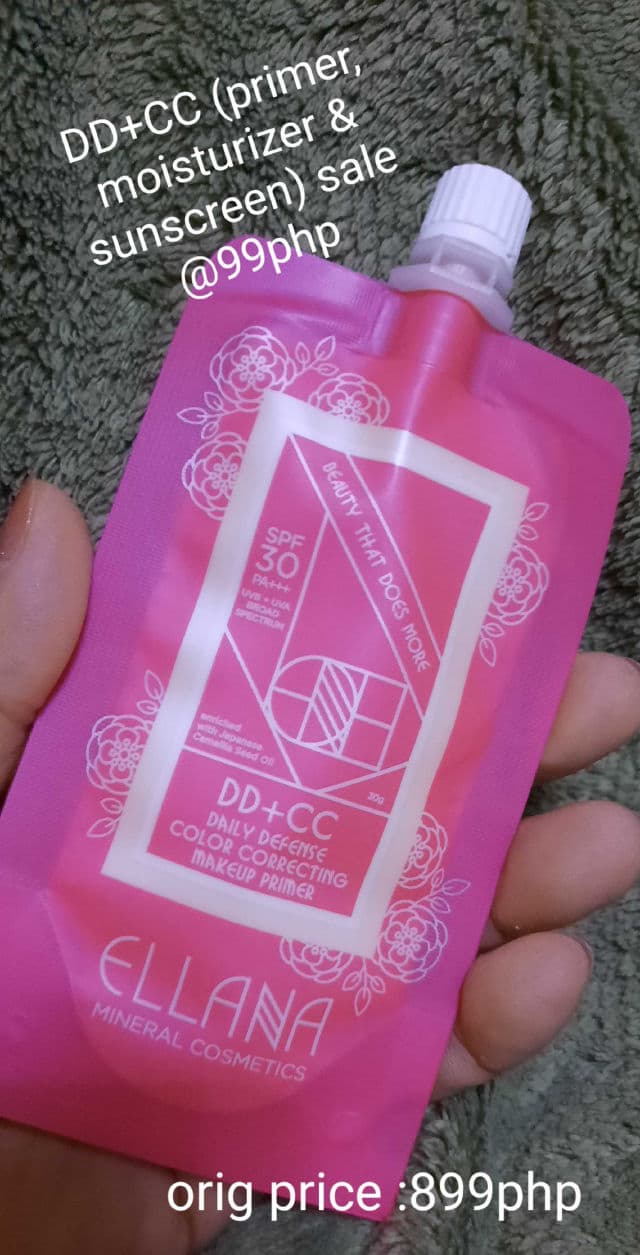 DD+CC (primer,
moisturizer &
sunscreen) sale
@99php
BEAUTY THAT DOES MORE
SPF
30
PA+++
UVB + UVA
BROAD
SPECTRUM
enriched
with Japanese
Camellia Seed Oil
30g
DD+CC
DAILY DEFENSE
COLOR CORRECTING
MAKEUP PRIMER
ELLANA
MINERAL COSMETICS
orig price :899php